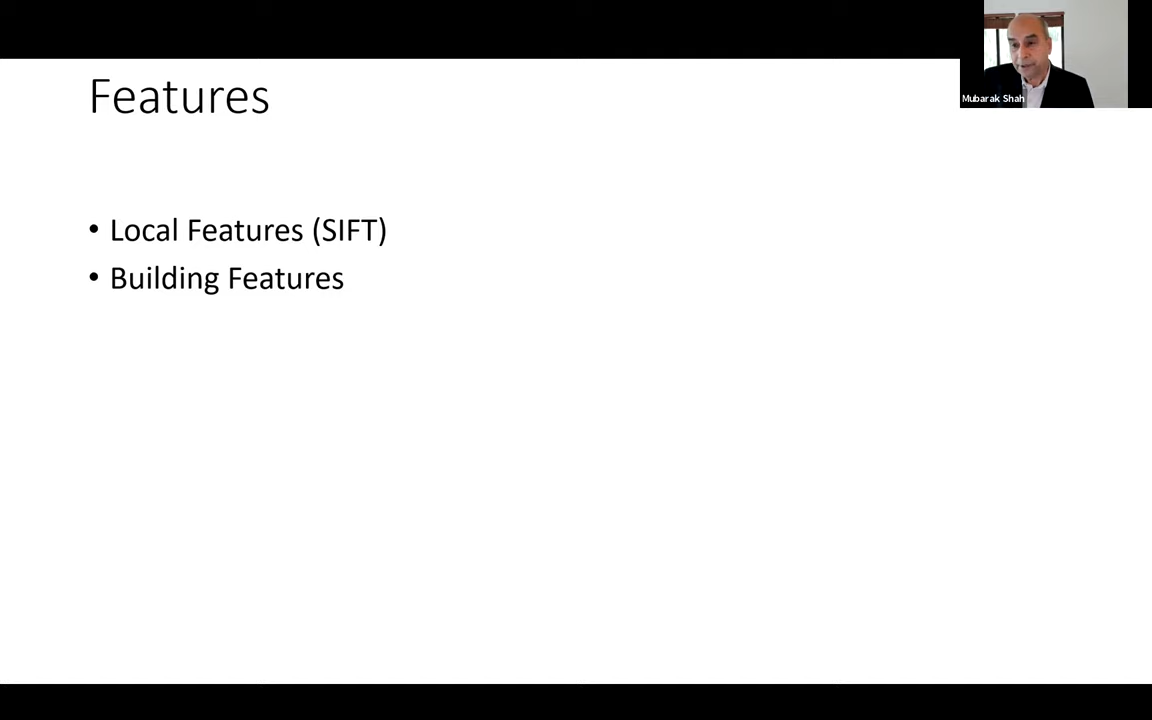 Features
Mubarak Shah
• Local Features (SIFT)
• Building Features